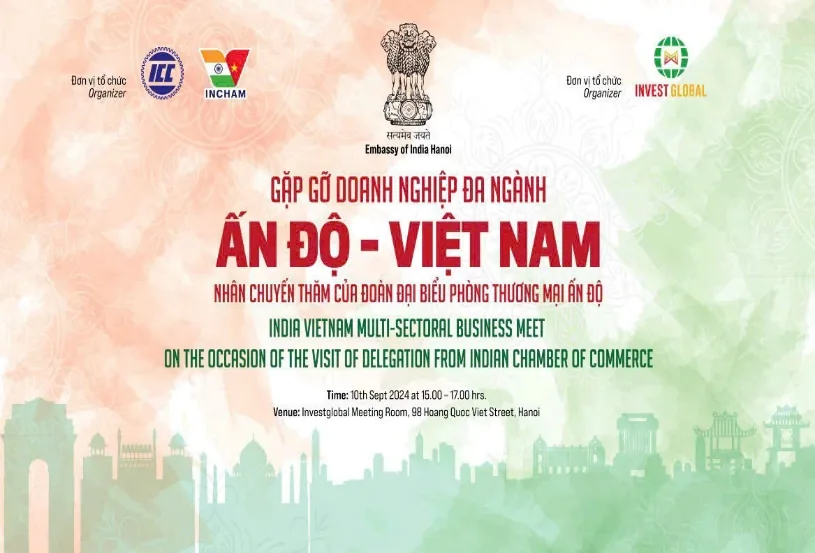 Đơn vị tổ chức
Organizer
ICC
INCHAM
सत्यमेव जयते
Embassy of India Hanoi
Đơn vị tổ chức
Organizer
INVEST GLOBAL
GẶP GỠ DOANH NGHIỆP ĐA NGÀNH
ẤN ĐỘ - VIỆT NAM
NHÂN CHUYẾN THĂM CỦA ĐOÀN ĐẠI BIỂU PHÒNG THƯƠNG MẠI ẤN ĐỘ
INDIA VIETNAM MULTI-SECTORAL BUSINESS MEET
ON THE OCCASION OF THE VISIT OF DELEGATION FROM INDIAN CHAMBER OF COMMERCE
Time: 10th Sept 2024 at 15.00 – 17.00 hrs.
Venue: Investglobal Meeting Room, 98 Hoang Quoc Viet Street, Hanoi